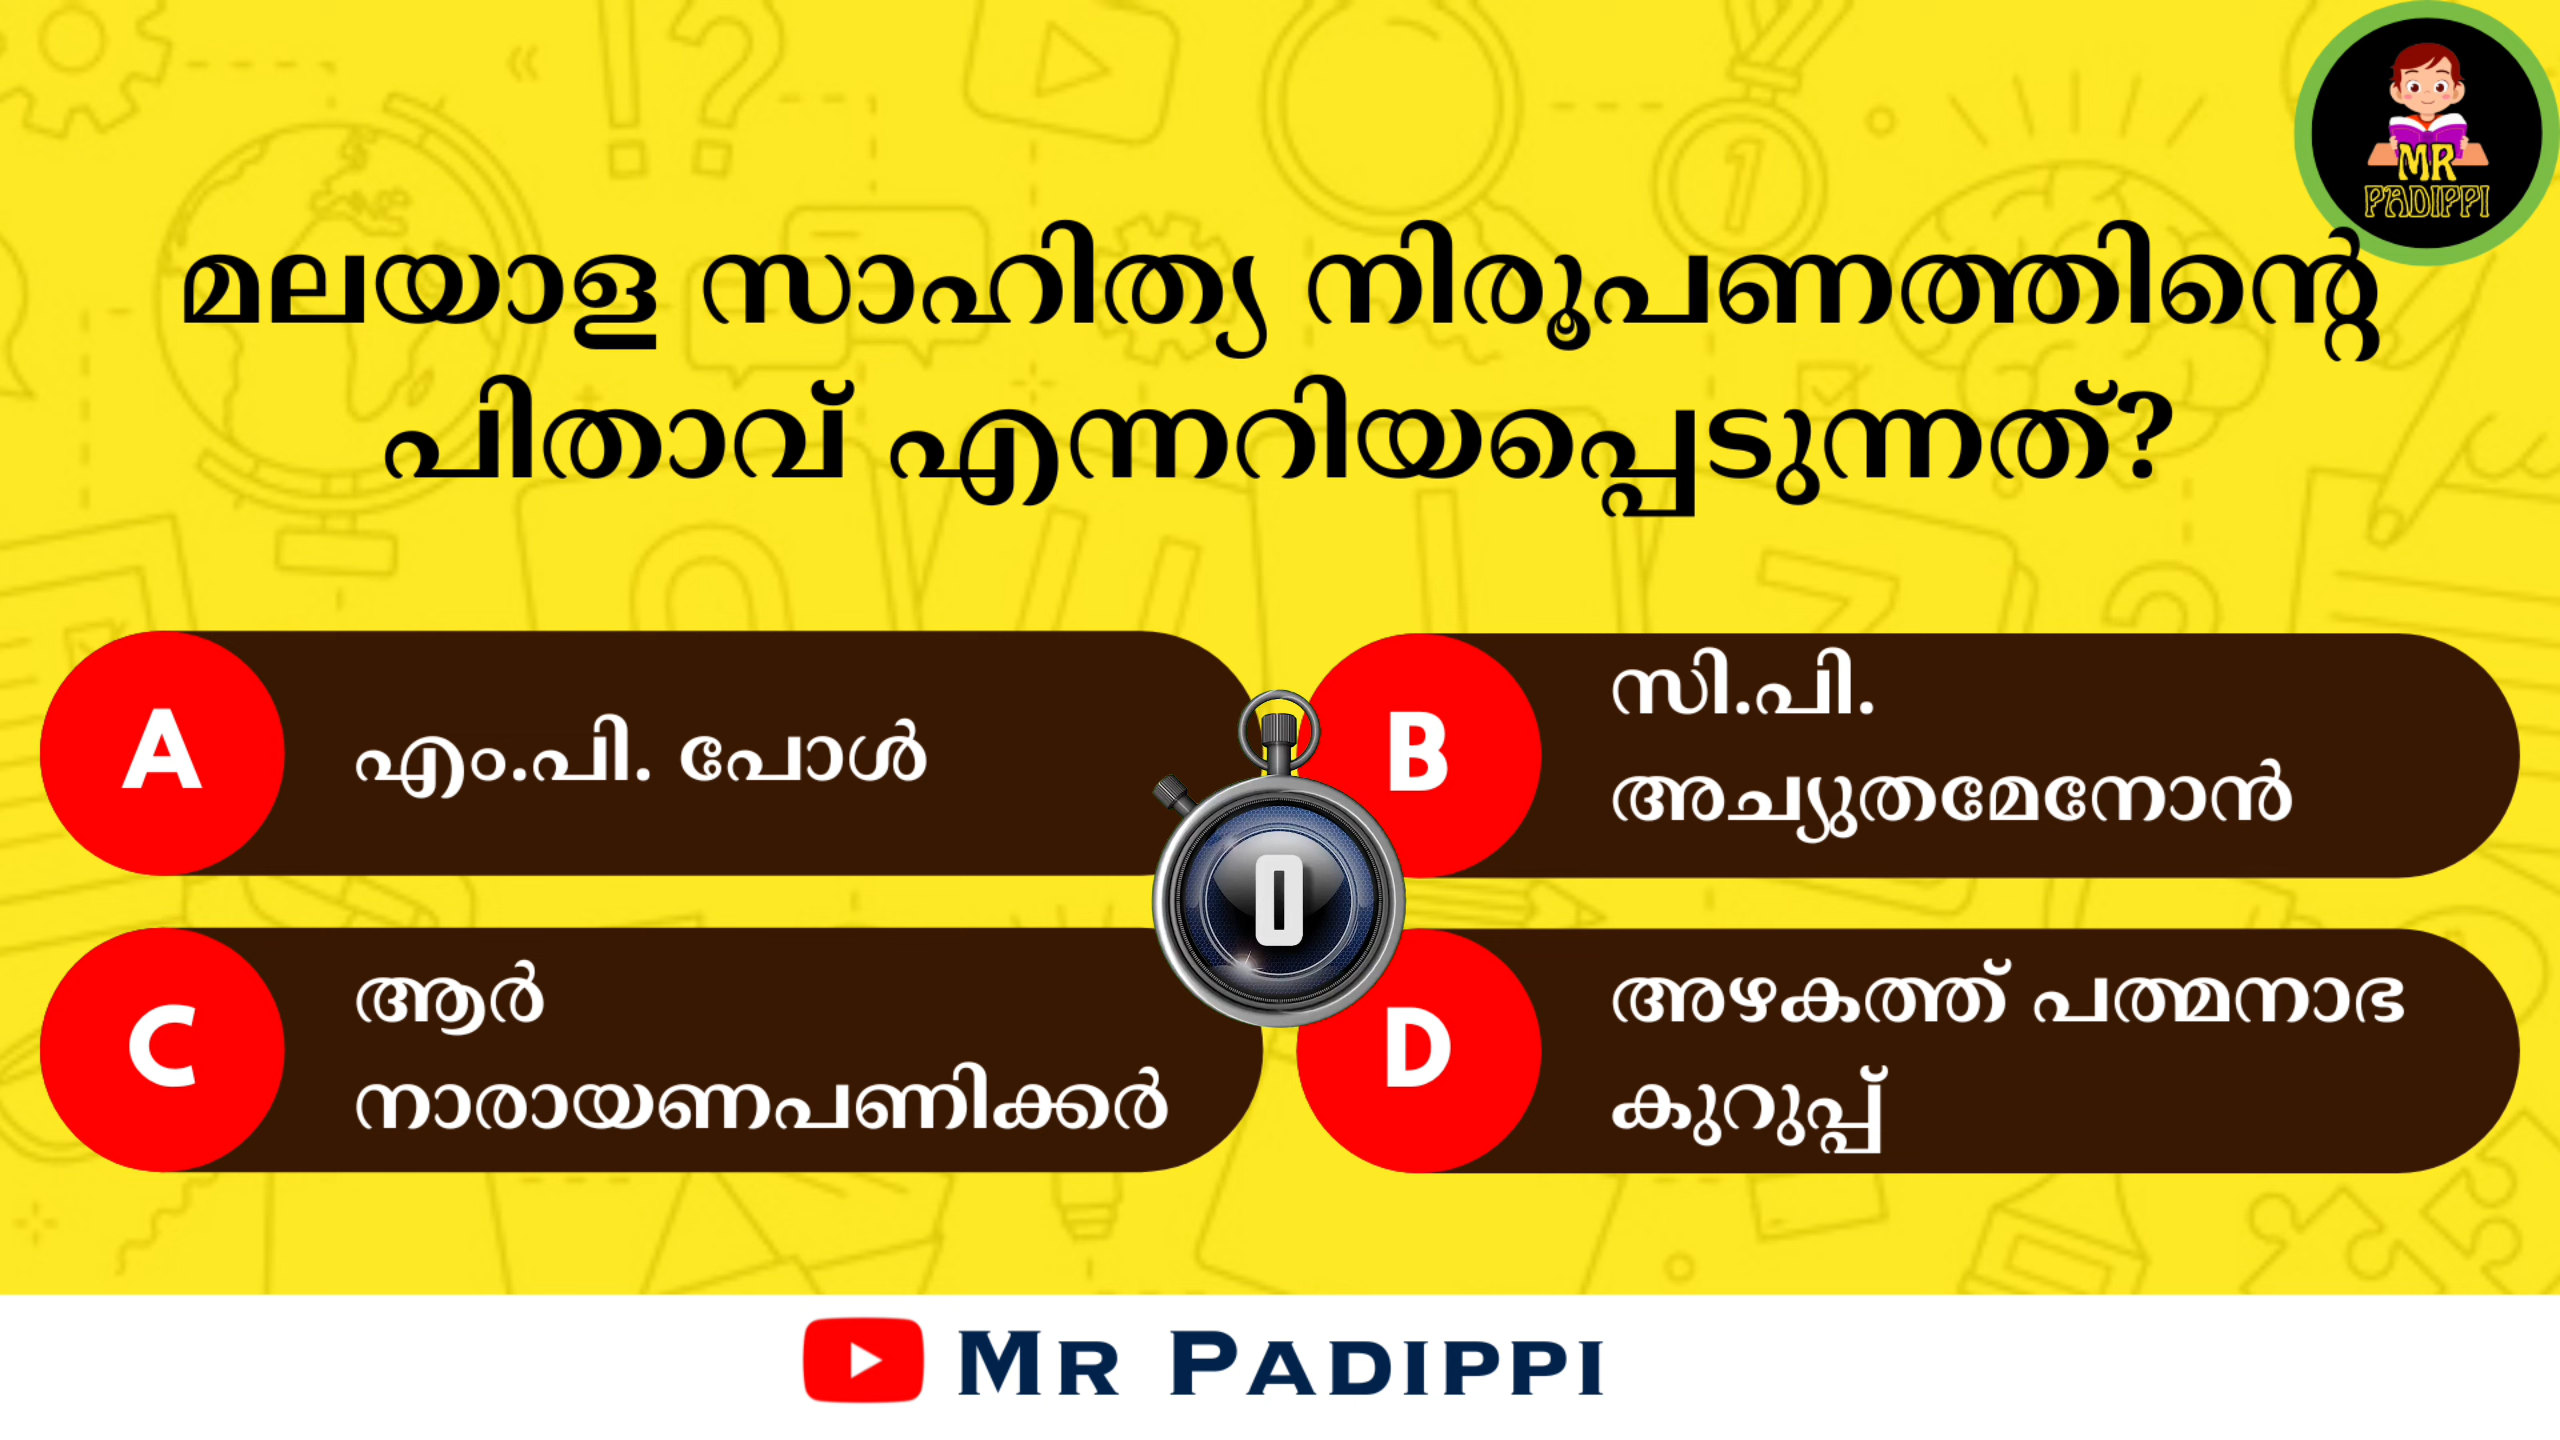 MR
PADIPPI
മലയാള സാഹിത്യ നിരൂപണത്തിന്റെ
പിതാവ് എന്നറിയപ്പെടുന്നത്?
A
എം.പി. പോൾ
B
സി.പി.
അച്യുതമേനോൻ
0
C
ആർ
നാരായണപണിക്കർ
D
അഴകത്ത് പത്മനാഭ
കുറുപ്പ്
MR PADIPPI